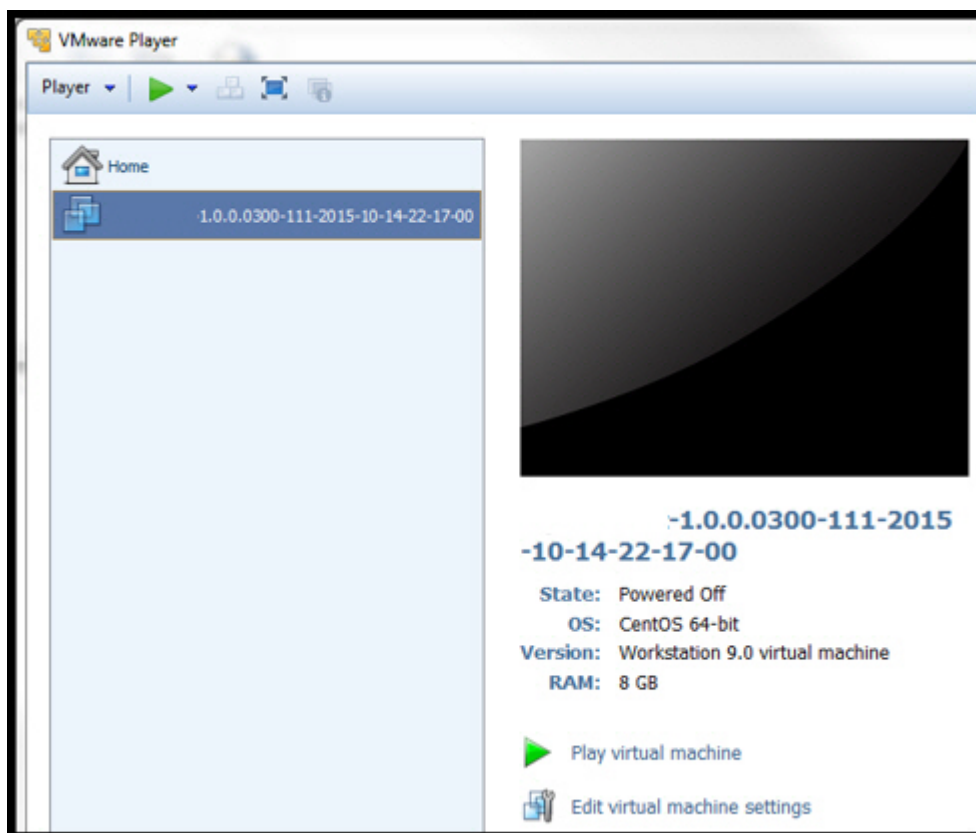 VMware Player
Player
Home
-1.0.0.0300-111-2015-10-14-22-17-00
-1.0.0.0300-111-2015
-10-14-22-17-00
State: Powered Off
OS: CentOS 64-bit
Version: Workstation 9.0 virtual machine
RAM: 8 GB
Play virtual machine
Edit virtual machine settings